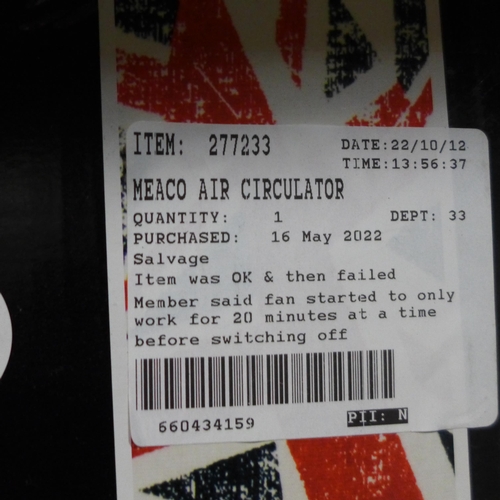 ITEM: 277233
DATE:22/10/12
TIME:13:56:37
MEACO AIR CIRCULATOR
QUANTITY: 1 DEPT: 33
PURCHASED: 16 May 2022
Salvage
Item was OK & then failed
Member said fan started to only
work for 20 minutes at a time
before switching off
660434159 PII: N